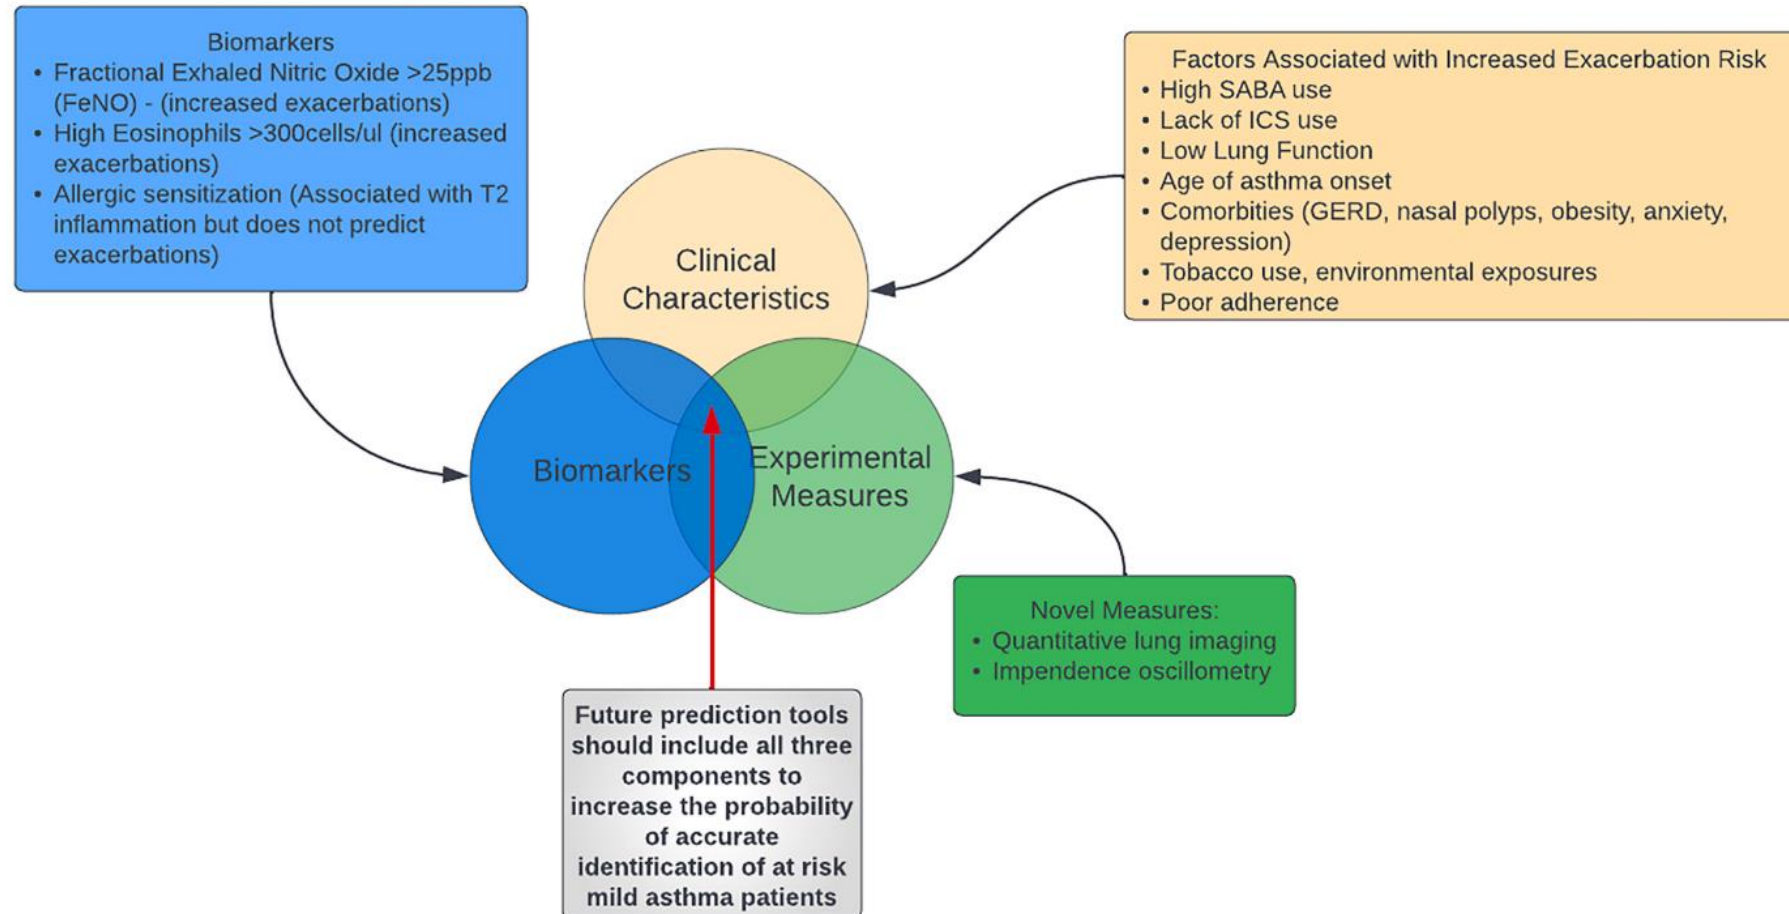 Biomarkers
• Fractional Exhaled Nitric Oxide >25ppb
(FeNO) - (increased exacerbations)
• High Eosinophils >300cells/ul (increased
exacerbations)
• Allergic sensitization (Associated with T2
inflammation but does not predict
exacerbations)
Factors Associated with Increased Exacerbation Risk
• High SABA use
• Lack of ICS use
• Low Lung Function
• Age of asthma onset
• Comorbities (GERD, nasal polyps, obesity, anxiety,
depression)
• Tobacco use, environmental exposures
• Poor adherence
Clinical
Characteristics
Biomarkers
Experimental
Measures
Novel Measures:
• Quantitative lung imaging
• Impendence oscillometry
Future prediction tools
should include all three
components to
increase the probability
of accurate
identification of at risk
mild asthma patients